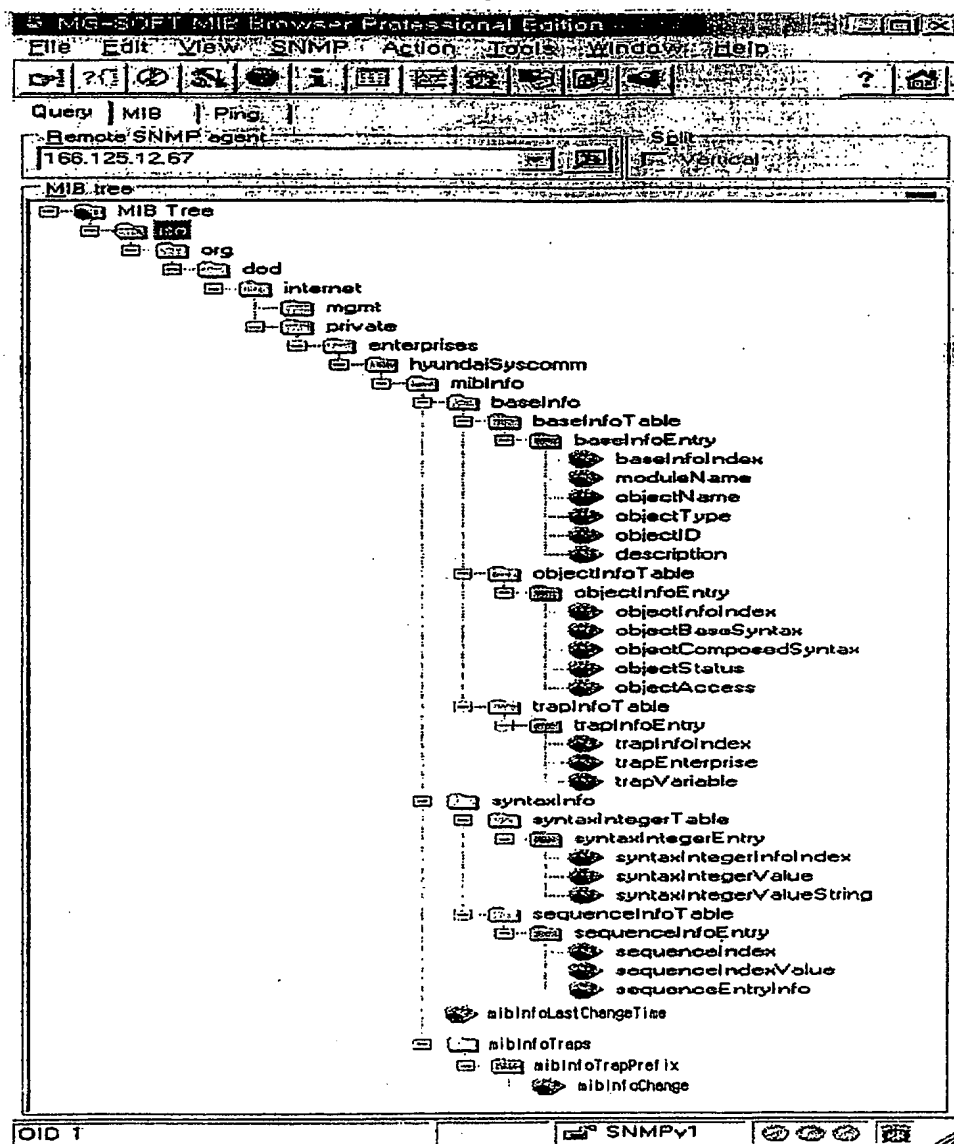 MG-SOFT MIB Browser Professional Edition
File Edit View SNMP Action Tools Window Help
Query MIB Ping
Remote SNMP agent
Split
166.125.12.67
Vertical
MIB tree
MIB Tree
iso
org
dod
internet
mgmt
private
enterprises
hyundaiSyscomm
mibInfo
baseInfo
baseInfoTable
baseInfoEntry
baseInfoIndex
moduleName
objectName
objectType
objectID
description
objectInfoTable
objectInfoEntry
objectInfoIndex
objectBaseSyntax
objectComposedSyntax
objectStatus
objectAccess
trapInfoTable
trapInfoEntry
trapInfoIndex
trapEnterprise
trapVariable
syntaxInfo
syntaxIntegerTable
syntaxIntegerEntry
syntaxIntegerInfoIndex
syntaxIntegerValue
syntaxIntegerValueString
sequenceInfoTable
sequenceInfoEntry
sequenceIndex
sequenceIndexValue
sequenceEntryInfo
mibInfoLastChangeTime
mibInfoTraps
mibInfoTrapPrefix
mibInfoChange
OID 1
SNMPv1